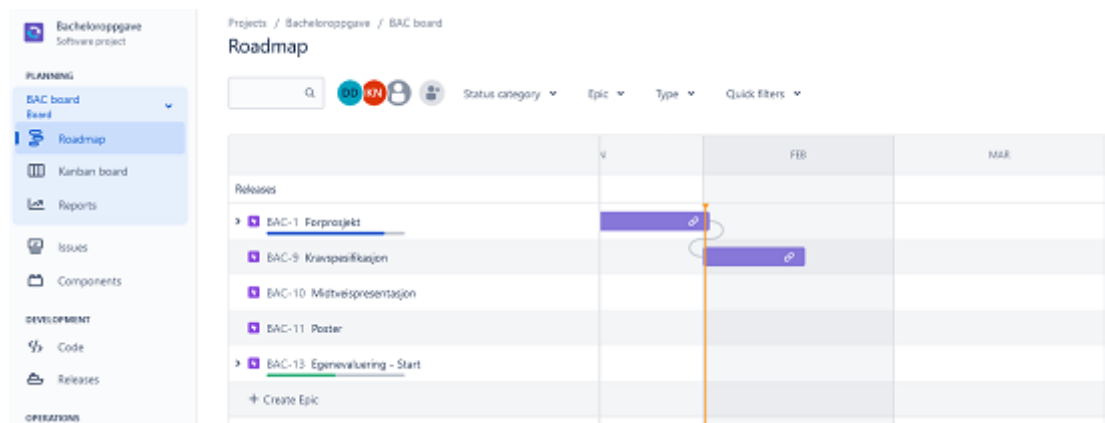 Bacheloroppgave
Software project
PLANNING
BAC board
Board
Roadmap
Kanban board
Reports
Issues
Components
DEVELOPMENT
Code
Releases
OPERATIONS
Projects / Bacheloroppgave / BAC board
Roadmap
DD KN Status category Epic Type Quick filters
FEB MAR
Releases
BAC-1 Forprosjekt
BAC-9 Kravspesifikasjon
BAC-10 Midtveispresentasjon
BAC-11 Poster
BAC-13 Egenevaluering - Start
+ Create Epic